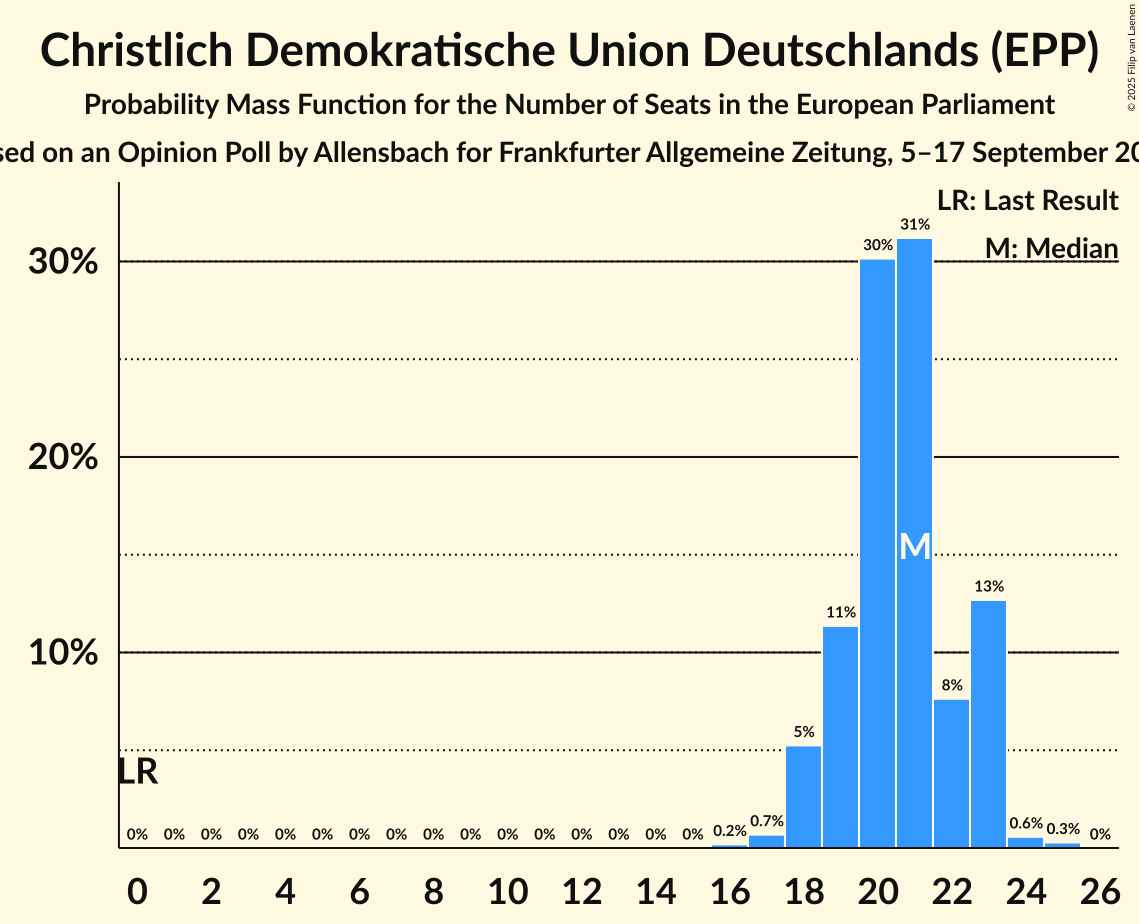 Christlich Demokratische Union Deutschlands (EPP)
Probability Mass Function for the Number of Seats in the European Parliament
on an Opinion Poll by Allensbach for Frankfurter Allgemeine Zeitung, 5–17 September
© 2025 Filip van Laenen
LR: Last Result
M: Median
30%
20%
10%
31%
30%
M
13%
11%
8%
5%
LR
0% 0% 0% 0% 0% 0% 0% 0% 0% 0% 0% 0% 0% 0% 0% 0% 0.2% 0.7% 0.6% 0.3% 0%
0 2 4 6 8 10 12 14 16 18 20 22 24 26